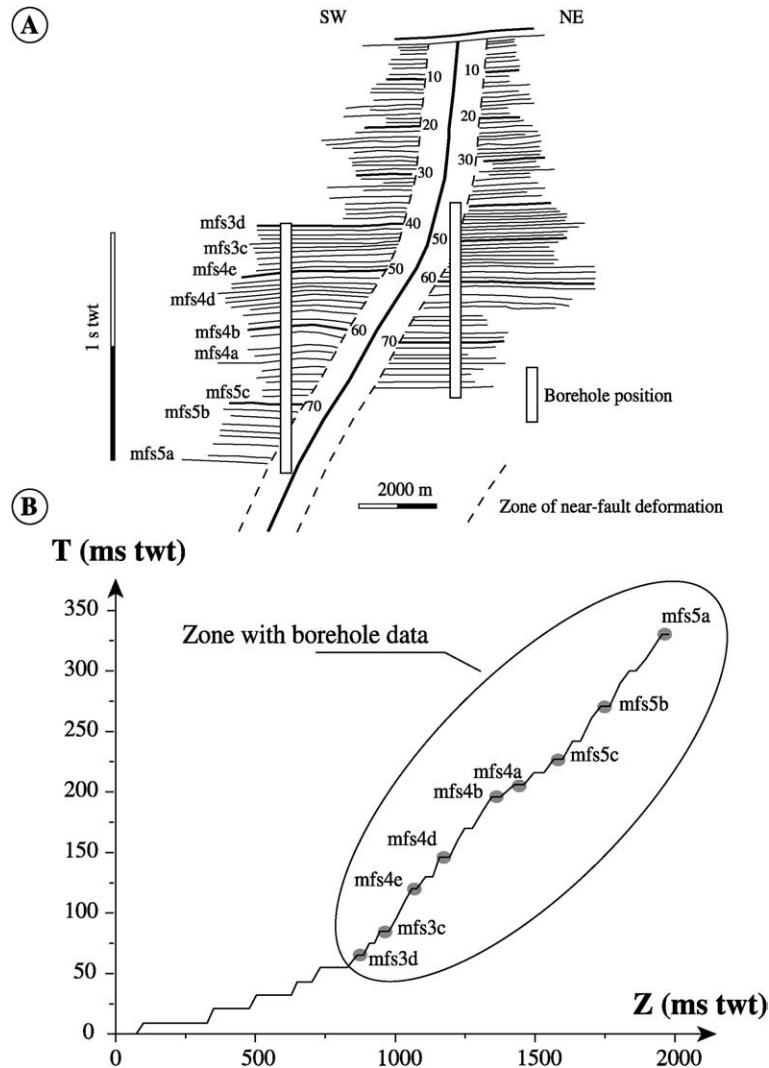 A
SW
NE
10
10
20
20
30
30
mfs3d
40
mfs3c
50
mfs4e
50
60
mfs4d
1 s twt
mfs4b
60
70
mfs4a
mfs5c
70
Borehole position
mfs5b
mfs5a
2000 m
Zone of near-fault deformation
B
T (ms twt)
350
Zone with borehole data
mfs5a
300
mfs5b
250
mfs5c
mfs4a
200
mfs4b
mfs4d
150
mfs4e
100
mfs3c
mfs3d
50
Z (ms twt)
0
0
500
1000
1500
2000